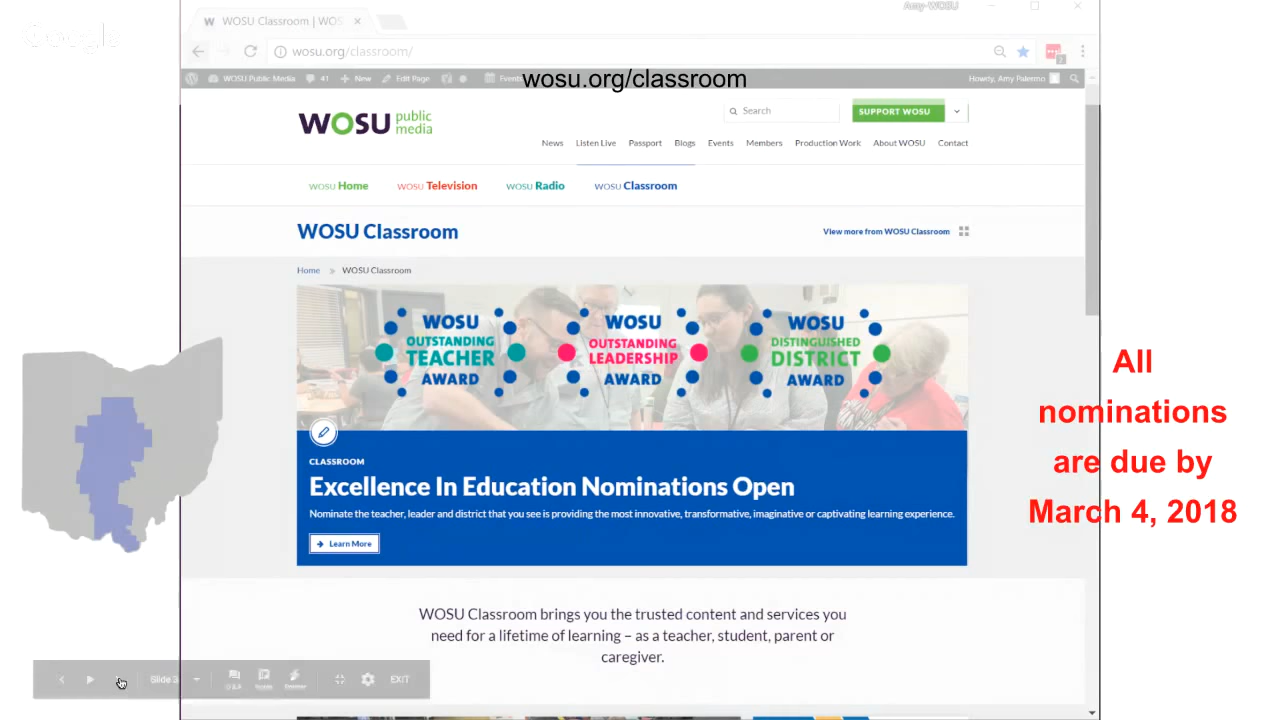 Google
Amy-WOSU
WOSU Classroom | WOS
wosu.org/classroom/
WOSU Public Media 41 New Edit Page Events Howdy, Amy Palermo
wosu.org/classroom
WOSU public media
Search
SUPPORT WOSU
News Listen Live Passport Blogs Events Members Production Work About WOSU Contact
WOSU Home WOSU Television WOSU Radio WOSU Classroom
WOSU Classroom
View more from WOSU Classroom
Home » WOSU Classroom
WOSU
OUTSTANDING
TEACHER
AWARD
WOSU
OUTSTANDING
LEADERSHIP
AWARD
WOSU
DISTINGUISHED
DISTRICT
AWARD
All
nominations
are due by
March 4, 2018
CLASSROOM
Excellence In Education Nominations Open
Nominate the teacher, leader and district that you see is providing the most innovative, transformative, imaginative or captivating learning experience.
Learn More
WOSU Classroom brings you the trusted content and services you
need for a lifetime of learning – as a teacher, student, parent or
caregiver.
Slide 3
Q&A
EXIT